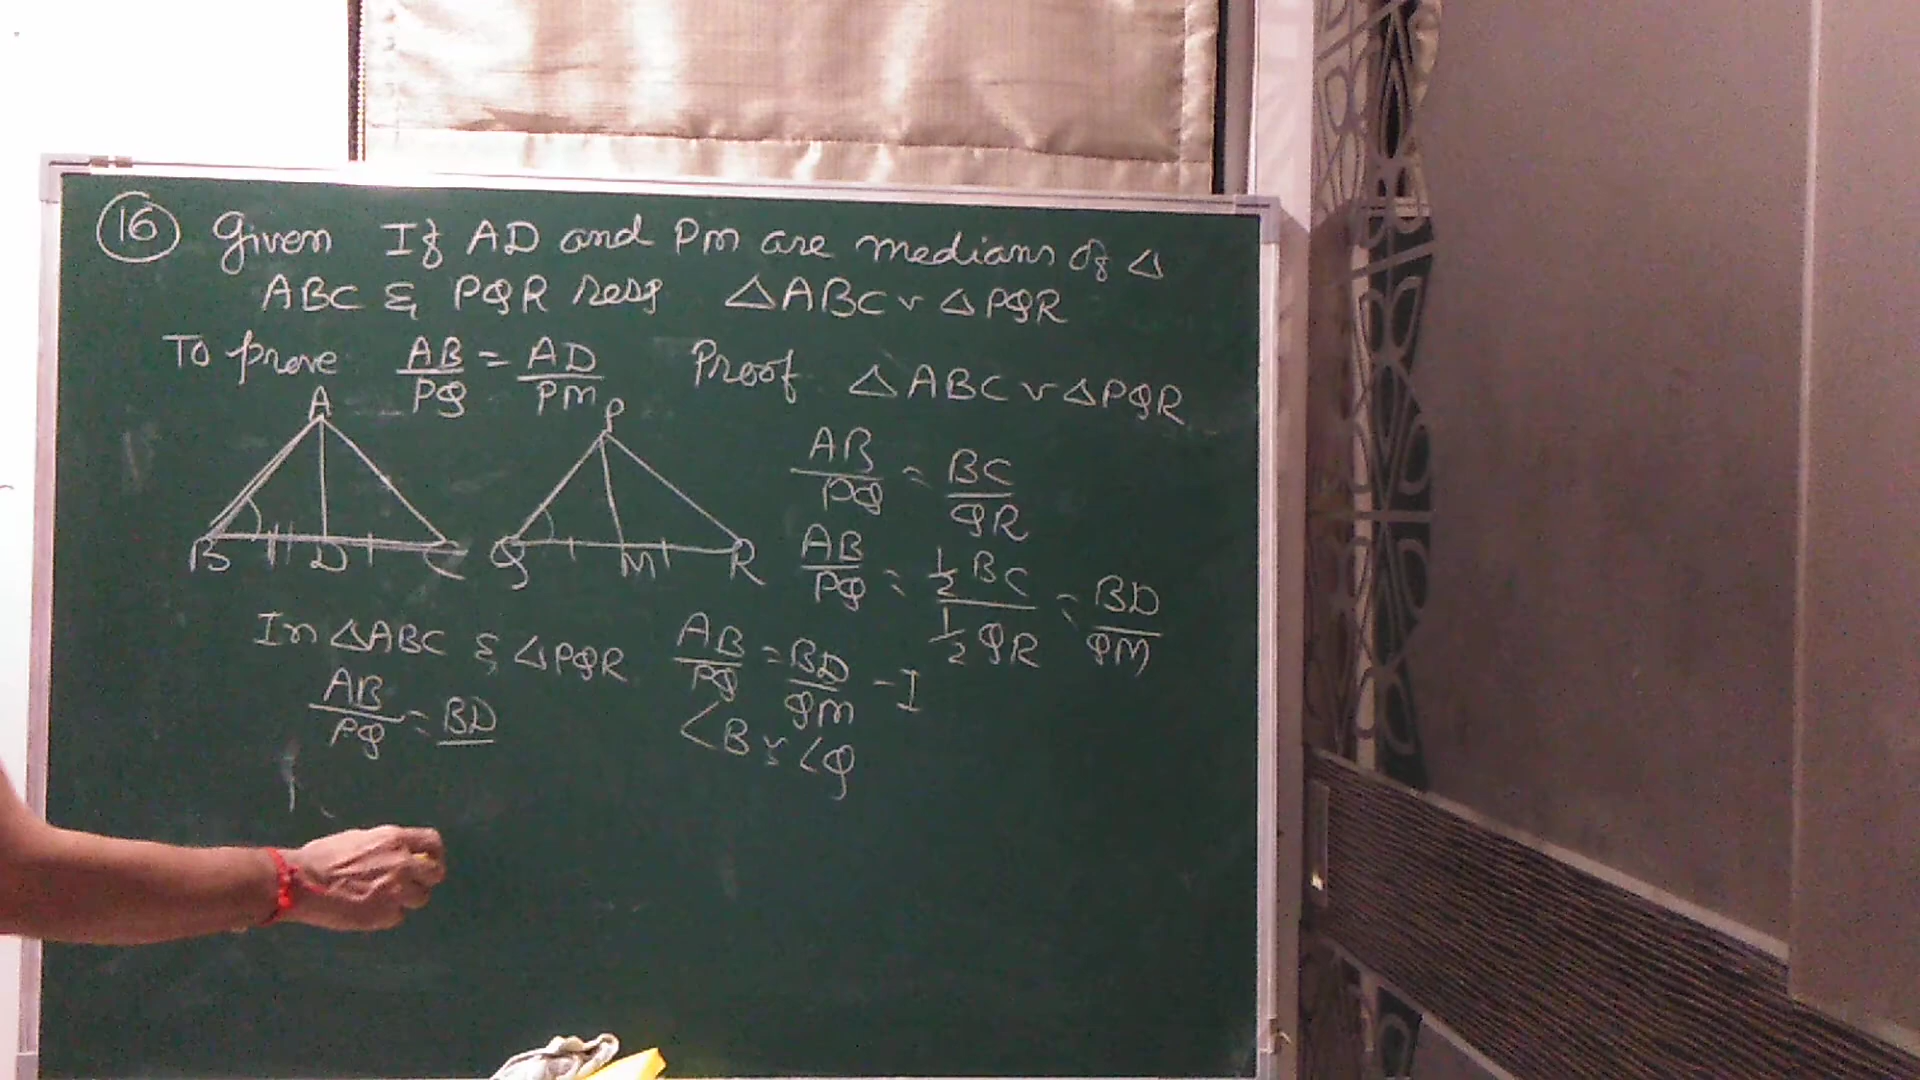 16 Given If AD and PM are medians of △
ABC & PQR resp △ABC ~ △PQR
To prove AB/PQ = AD/PM Proof △ABC ~ △PQR
A P
B D C Q M R
AB/PQ = BC/QR
AB/PQ = 1/2 BC / 1/2 QR = BD/QM
In △ABC & △PQR
AB/PQ = BD
AB/PQ = BD/QM - I
∠B = ∠Q